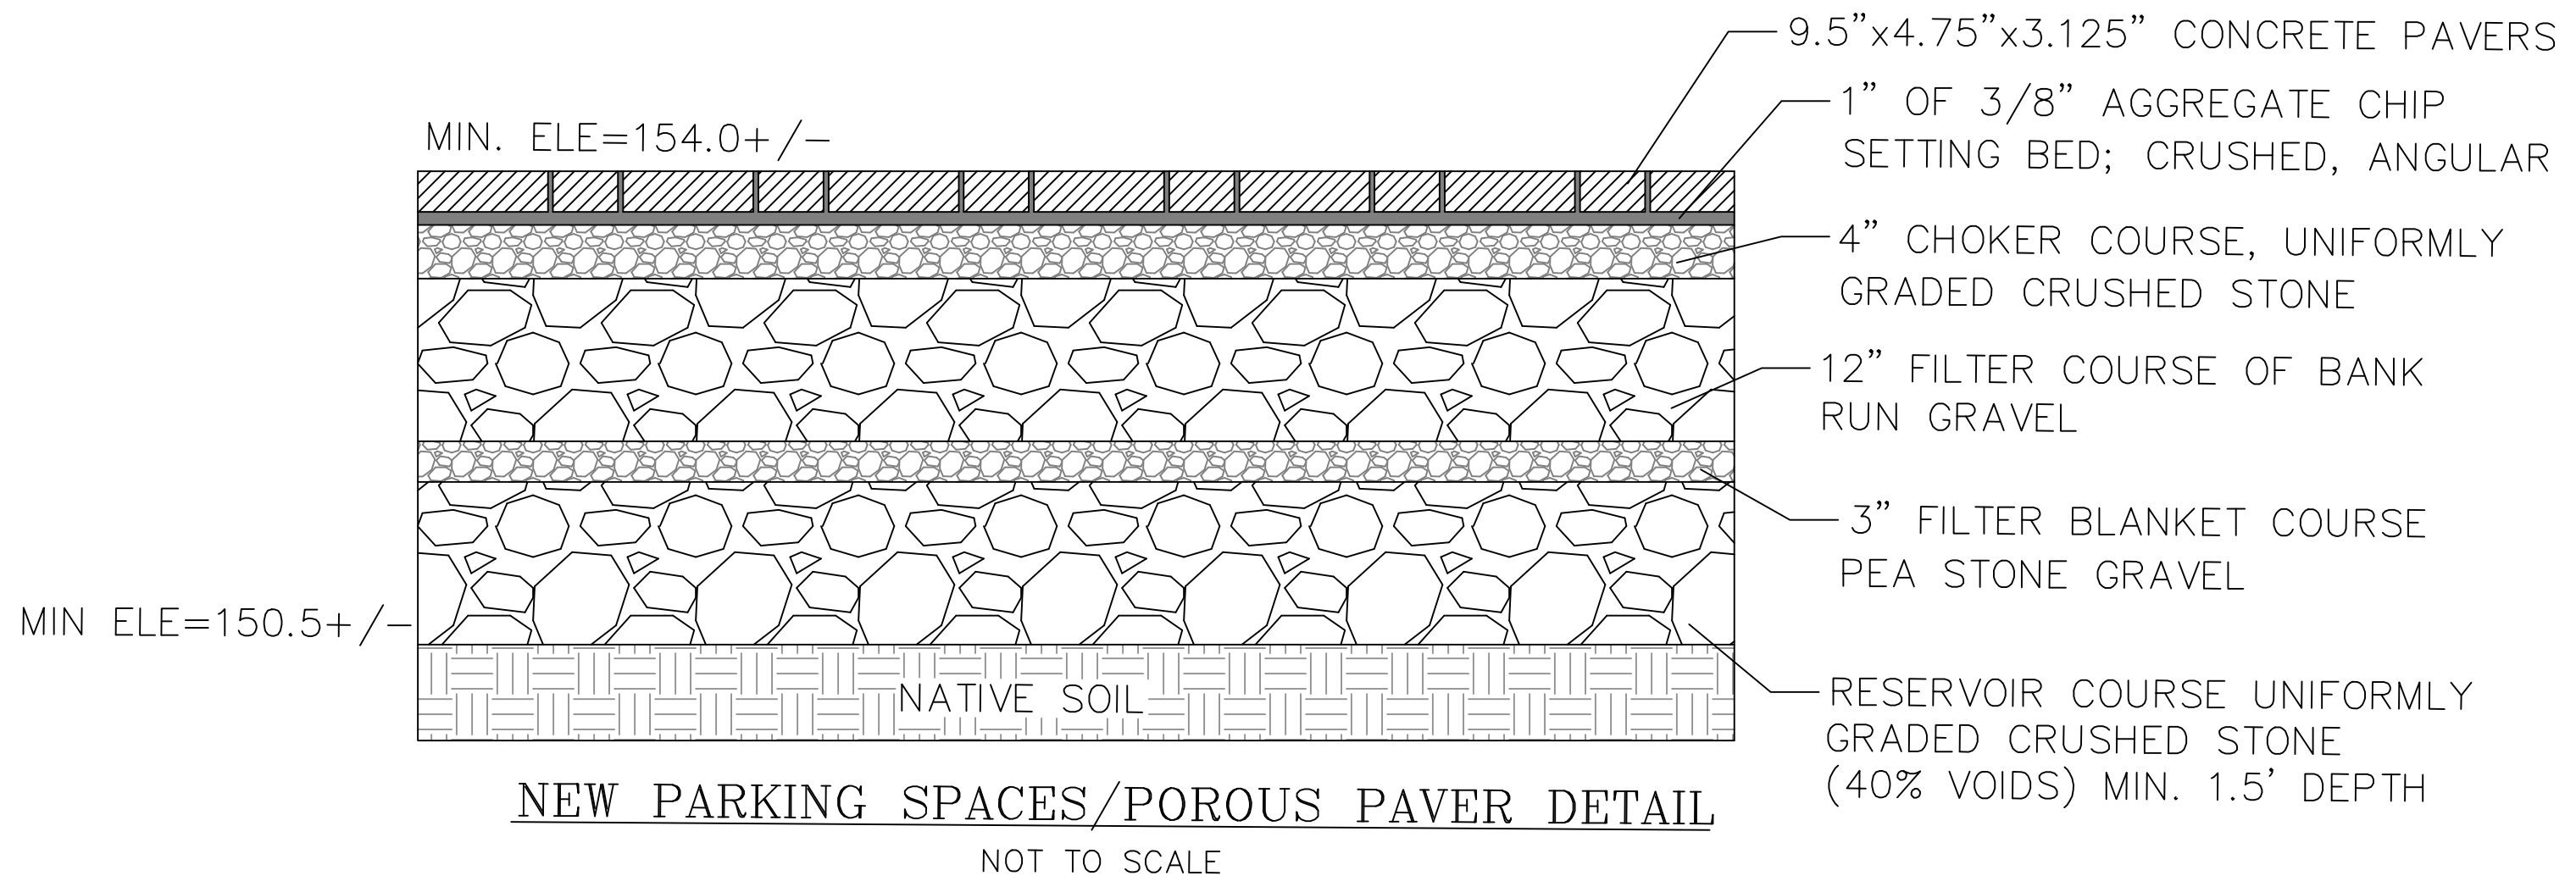 9.5”x4.75”x3.125” CONCRETE PAVERS
1” OF 3/8” AGGREGATE CHIP
SETTING BED; CRUSHED, ANGULAR
MIN. ELE=154.0+/-
4” CHOKER COURSE, UNIFORMLY
GRADED CRUSHED STONE
12” FILTER COURSE OF BANK
RUN GRAVEL
3” FILTER BLANKET COURSE
PEA STONE GRAVEL
MIN ELE=150.5+/-
RESERVOIR COURSE UNIFORMLY
GRADED CRUSHED STONE
(40% VOIDS) MIN. 1.5’ DEPTH
NATIVE SOIL
NEW PARKING SPACES/POROUS PAVER DETAIL
NOT TO SCALE